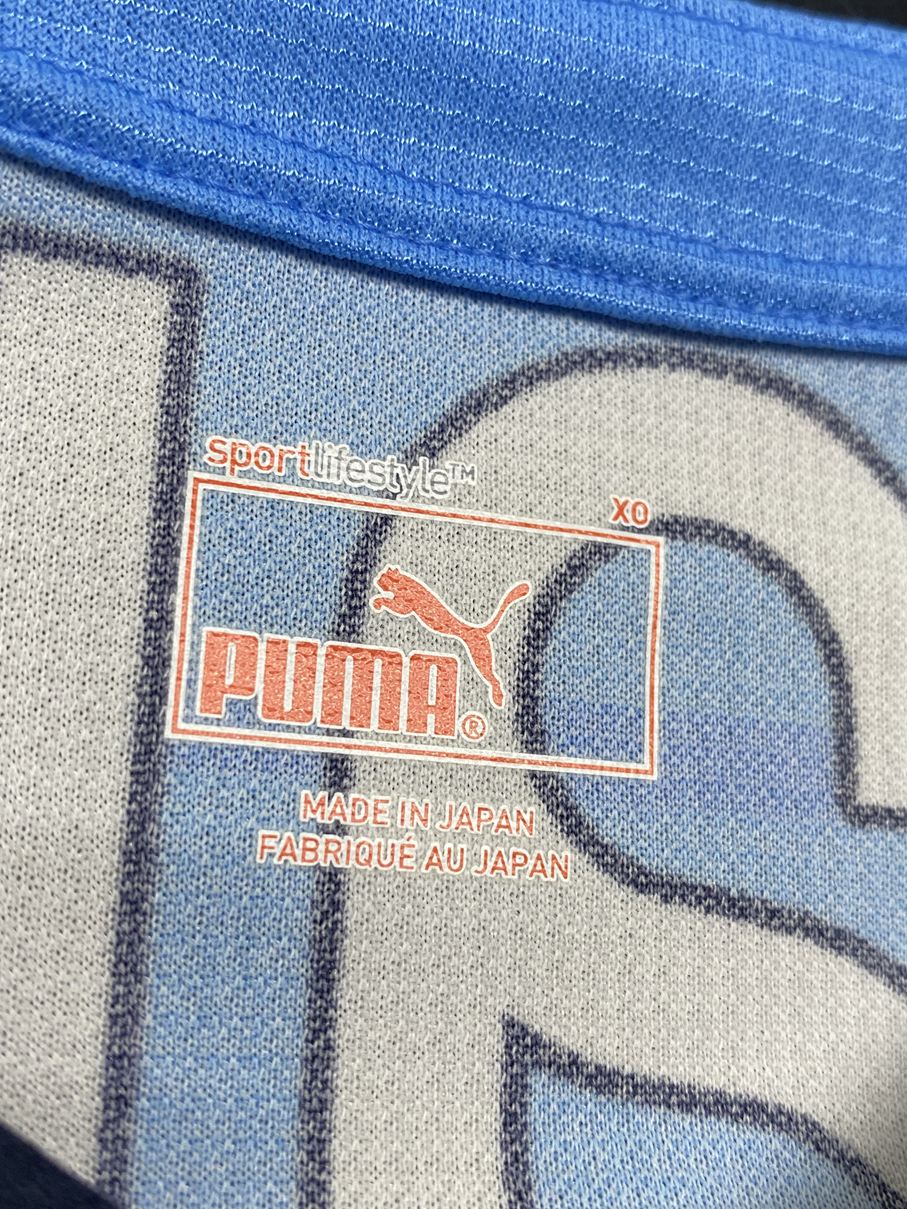 sportlifestyle™
XO
PUMA®
MADE IN JAPAN
FABRIQUÉ AU JAPAN